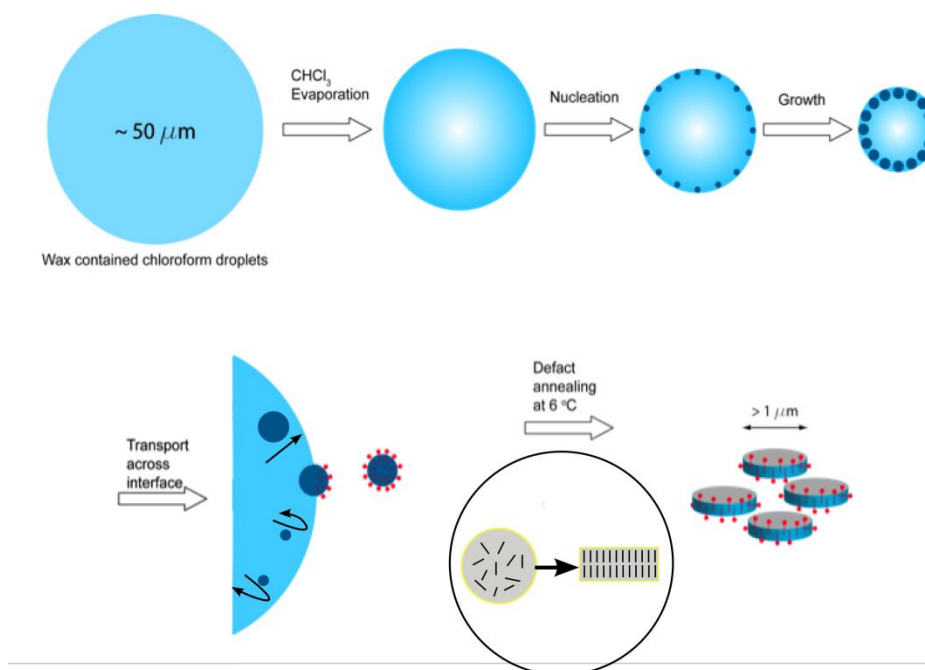 ~ 50 μm
CHCl₃
Evaporation
Nucleation
Growth
Wax contained chloroform droplets
Transport
across
interface
Defact
annealing
at 6 °C
> 1 μm